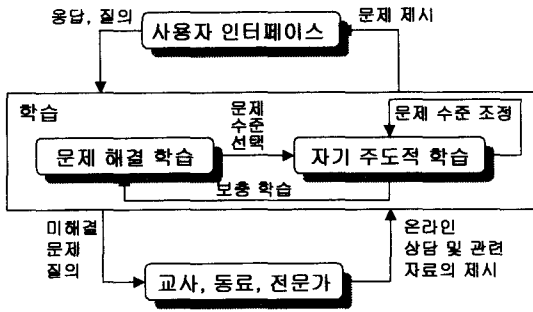 응답, 질의
사용자 인터페이스
문제 제시
학습
문제
수준
선택
문제 수준 조정
문제 해결 학습
자기 주도적 학습
보충 학습
미해결
문제
질의
온라인
상담 및 관련
자료의 제시
교사, 동료, 전문가